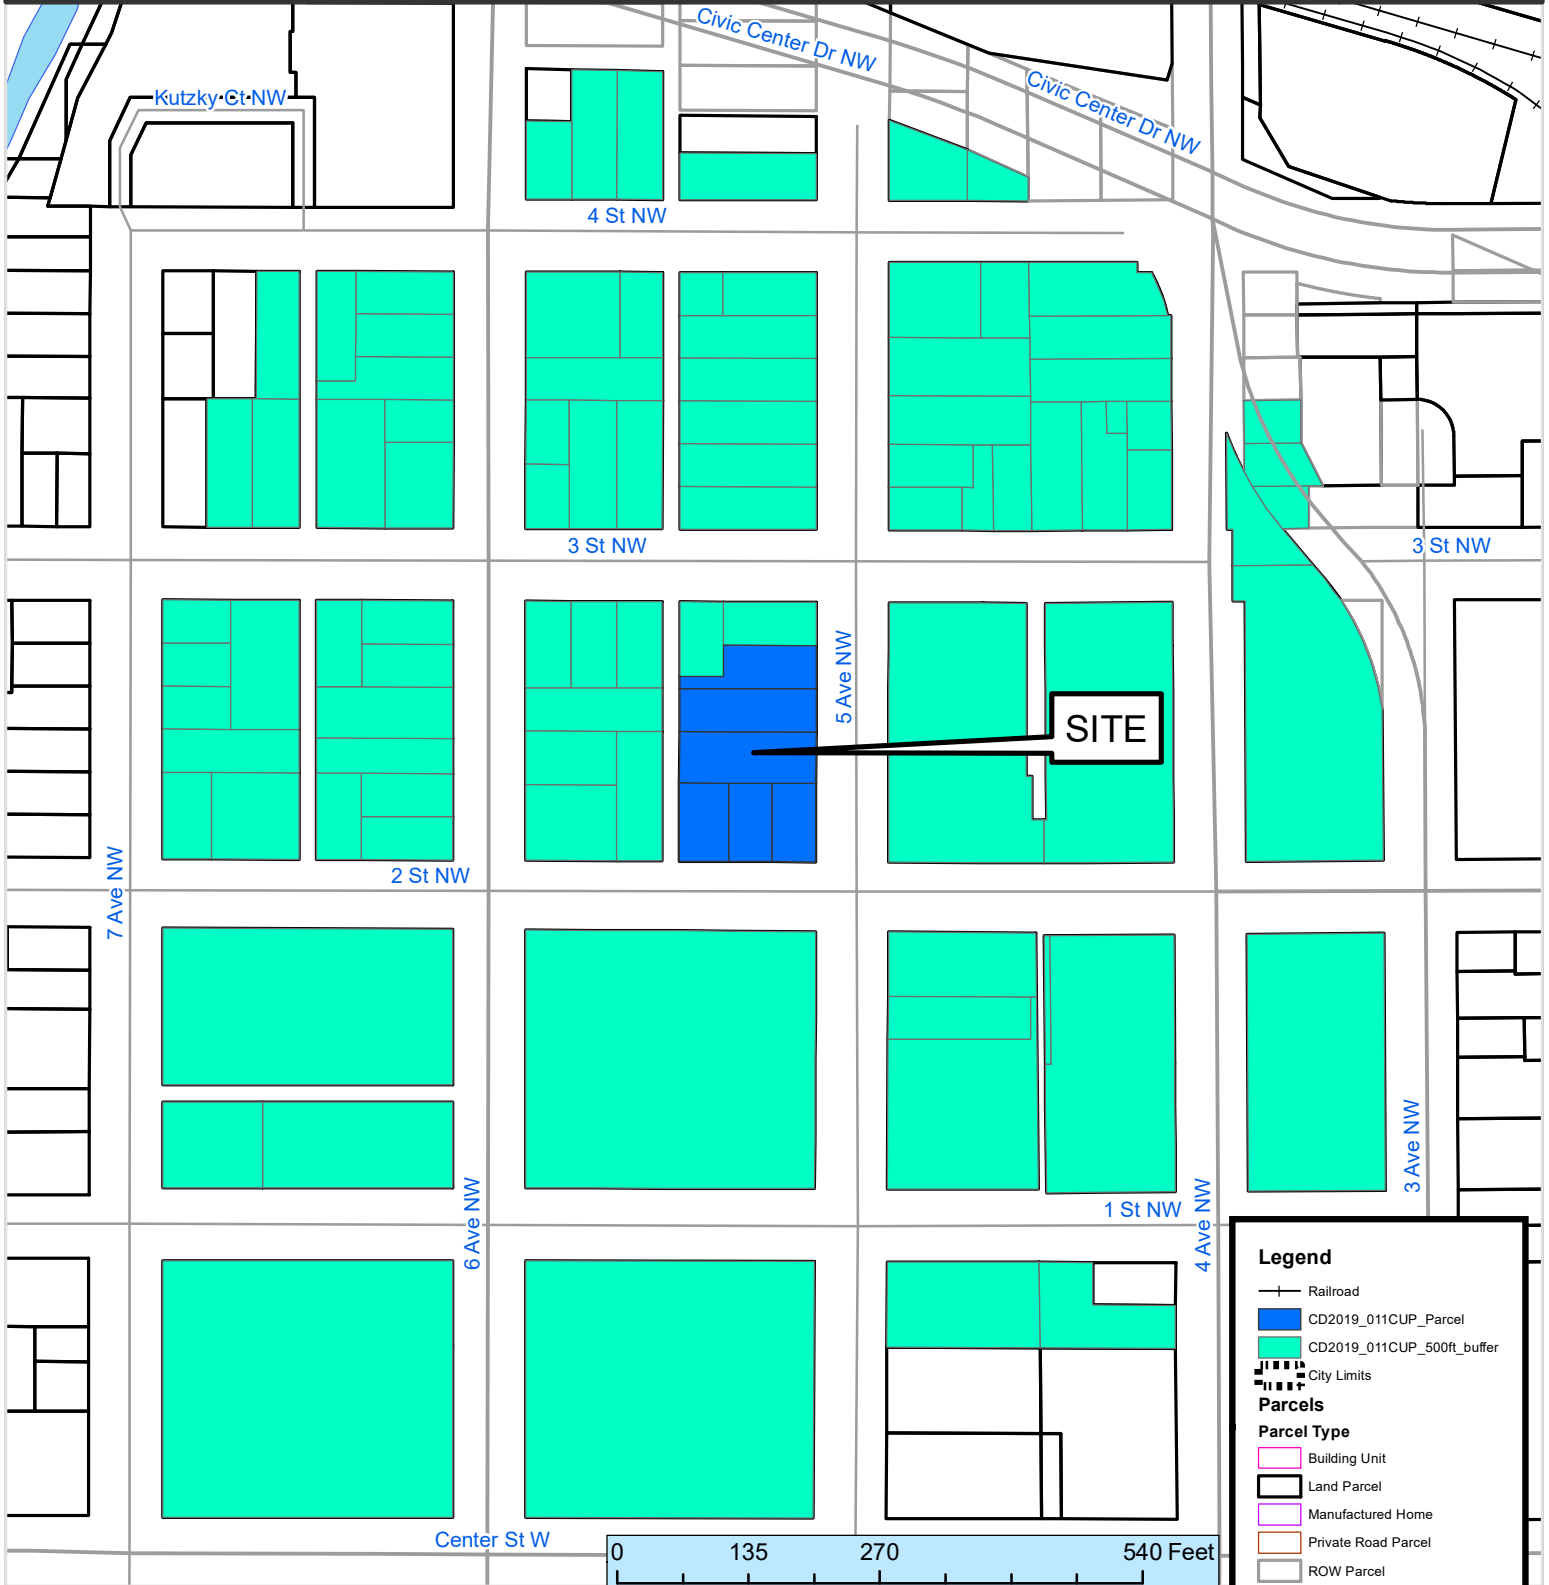 Civic Center Dr NW
Civic Center Dr NW
Kutzky Ct NW
4 St NW
3 St NW
3 St NW
5 Ave NW
SITE
2 St NW
7 Ave NW
6 Ave NW
1 St NW
4 Ave NW
3 Ave NW
Center St W
0 135 270 540 Feet
Legend
Railroad
CD2019_011CUP_Parcel
CD2019_011CUP_500ft_buffer
City Limits
Parcels
Parcel Type
Building Unit
Land Parcel
Manufactured Home
Private Road Parcel
ROW Parcel